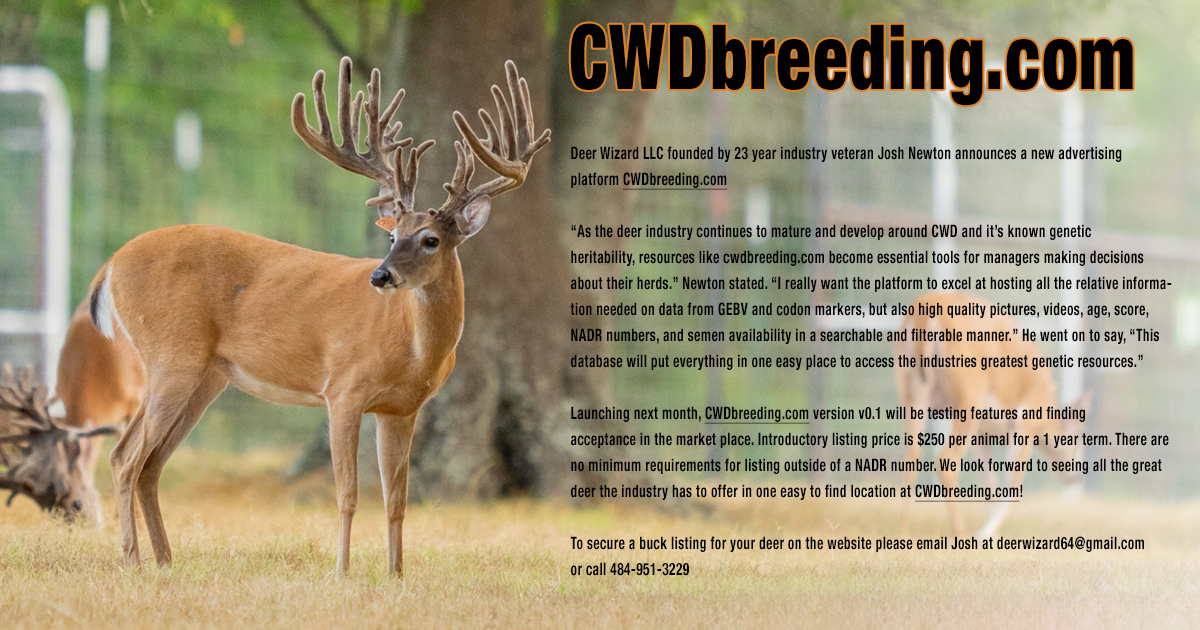 CWDbreeding.com
Deer Wizard LLC founded by 23 year industry veteran Josh Newton announces a new advertising
platform CWDbreeding.com
“As the deer industry continues to mature and develop around CWD and it’s known genetic
heritability, resources like cwdbreeding.com become essential tools for managers making decisions
about their herds.” Newton stated. “I really want the platform to excel at hosting all the relative informa-
tion needed on data from GEBV and codon markers, but also high quality pictures, videos, age, score,
NADR numbers, and semen availability in a searchable and filterable manner.” He went on to say, “This
database will put everything in one easy place to access the industries greatest genetic resources.”
Launching next month, CWDbreeding.com version v0.1 will be testing features and finding
acceptance in the market place. Introductory listing price is $250 per animal for a 1 year term. There are
no minimum requirements for listing outside of a NADR number. We look forward to seeing all the great
deer the industry has to offer in one easy to find location at CWDbreeding.com!
To secure a buck listing for your deer on the website please email Josh at deerwizard64@gmail.com
or call 484-951-3229